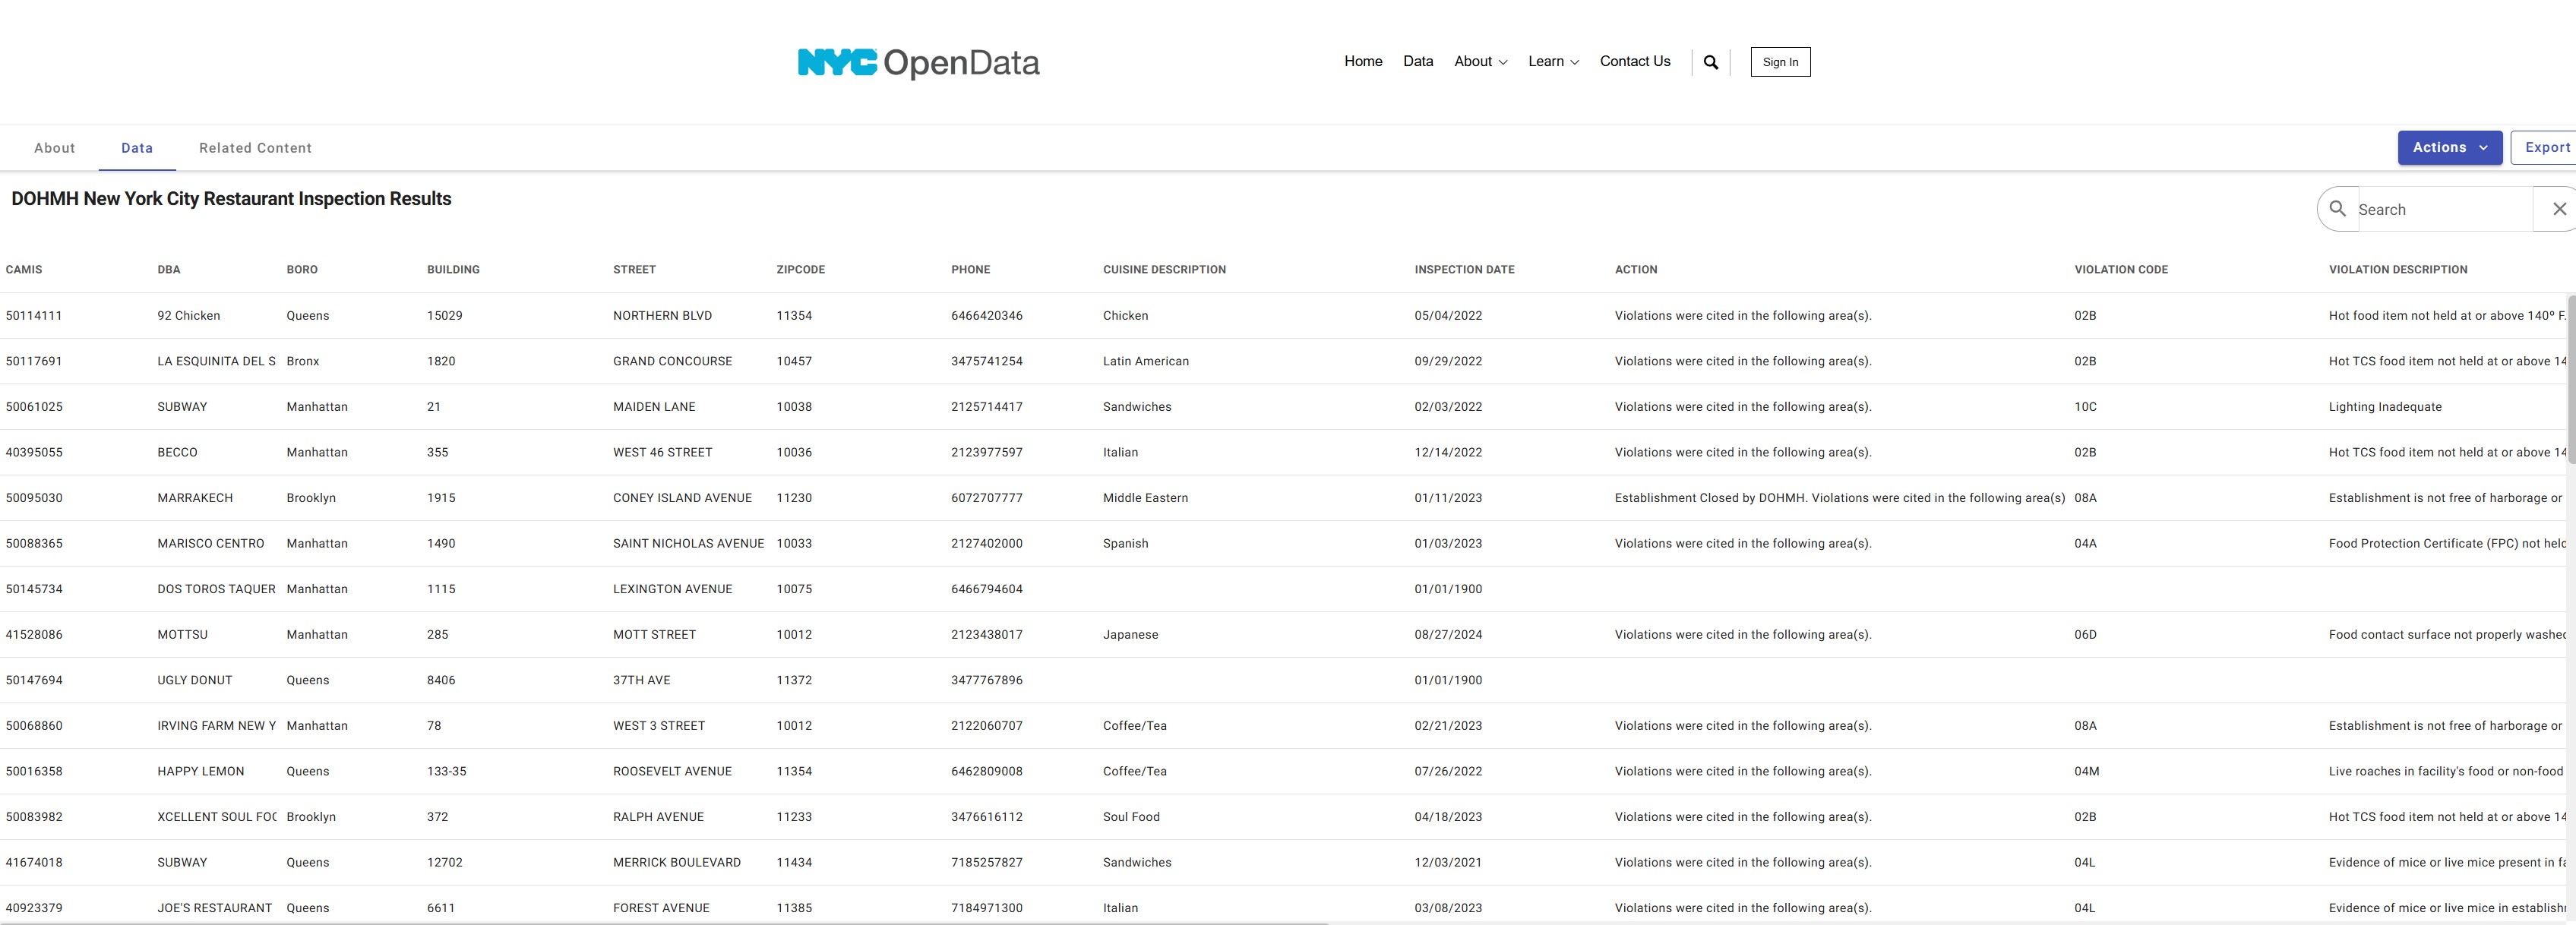 NYC OpenData
Home Data About Learn Contact Us Sign In
About Data Related Content Actions Export
DOHMH New York City Restaurant Inspection Results
Search
CAMIS DBA BORO BUILDING STREET ZIPCODE PHONE CUISINE DESCRIPTION INSPECTION DATE ACTION VIOLATION CODE VIOLATION DESCRIPTION
50114111 92 Chicken Queens 15029 NORTHERN BLVD 11354 6466420346 Chicken 05/04/2022 Violations were cited in the following area(s). 02B Hot food item not held at or above 140º F.
50117691 LA ESQUINITA DEL S Bronx 1820 GRAND CONCOURSE 10457 3475741254 Latin American 09/29/2022 Violations were cited in the following area(s). 02B Hot TCS food item not held at or above 14
50061025 SUBWAY Manhattan 21 MAIDEN LANE 10038 2125714417 Sandwiches 02/03/2022 Violations were cited in the following area(s). 10C Lighting Inadequate
40395055 BECCO Manhattan 355 WEST 46 STREET 10036 2123977597 Italian 12/14/2022 Violations were cited in the following area(s). 02B Hot TCS food item not held at or above 14
50095030 MARRAKECH Brooklyn 1915 CONEY ISLAND AVENUE 11230 6072707777 Middle Eastern 01/11/2023 Establishment Closed by DOHMH. Violations were cited in the following area(s) 08A Establishment is not free of harborage or
50088365 MARISCO CENTRO Manhattan 1490 SAINT NICHOLAS AVENUE 10033 2127402000 Spanish 01/03/2023 Violations were cited in the following area(s). 04A Food Protection Certificate (FPC) not held
50145734 DOS TOROS TAQUER Manhattan 1115 LEXINGTON AVENUE 10075 6466794604 01/01/1900
41528086 MOTTSU Manhattan 285 MOTT STREET 10012 2123438017 Japanese 08/27/2024 Violations were cited in the following area(s). 06D Food contact surface not properly washed
50147694 UGLY DONUT Queens 8406 37TH AVE 11372 3477767896 01/01/1900
50068860 IRVING FARM NEW Y Manhattan 78 WEST 3 STREET 10012 2122060707 Coffee/Tea 02/21/2023 Violations were cited in the following area(s). 08A Establishment is not free of harborage or
50016358 HAPPY LEMON Queens 133-35 ROOSEVELT AVENUE 11354 6462809008 Coffee/Tea 07/26/2022 Violations were cited in the following area(s). 04M Live roaches in facility's food or non-food
50083982 XCELLENT SOUL FOO Brooklyn 372 RALPH AVENUE 11233 3476616112 Soul Food 04/18/2023 Violations were cited in the following area(s). 02B Hot TCS food item not held at or above 14
41674018 SUBWAY Queens 12702 MERRICK BOULEVARD 11434 7185257827 Sandwiches 12/03/2021 Violations were cited in the following area(s). 04L Evidence of mice or live mice present in fa
40923379 JOE'S RESTAURANT Queens 6611 FOREST AVENUE 11385 7184971300 Italian 03/08/2023 Violations were cited in the following area(s). 04L Evidence of mice or live mice in establish